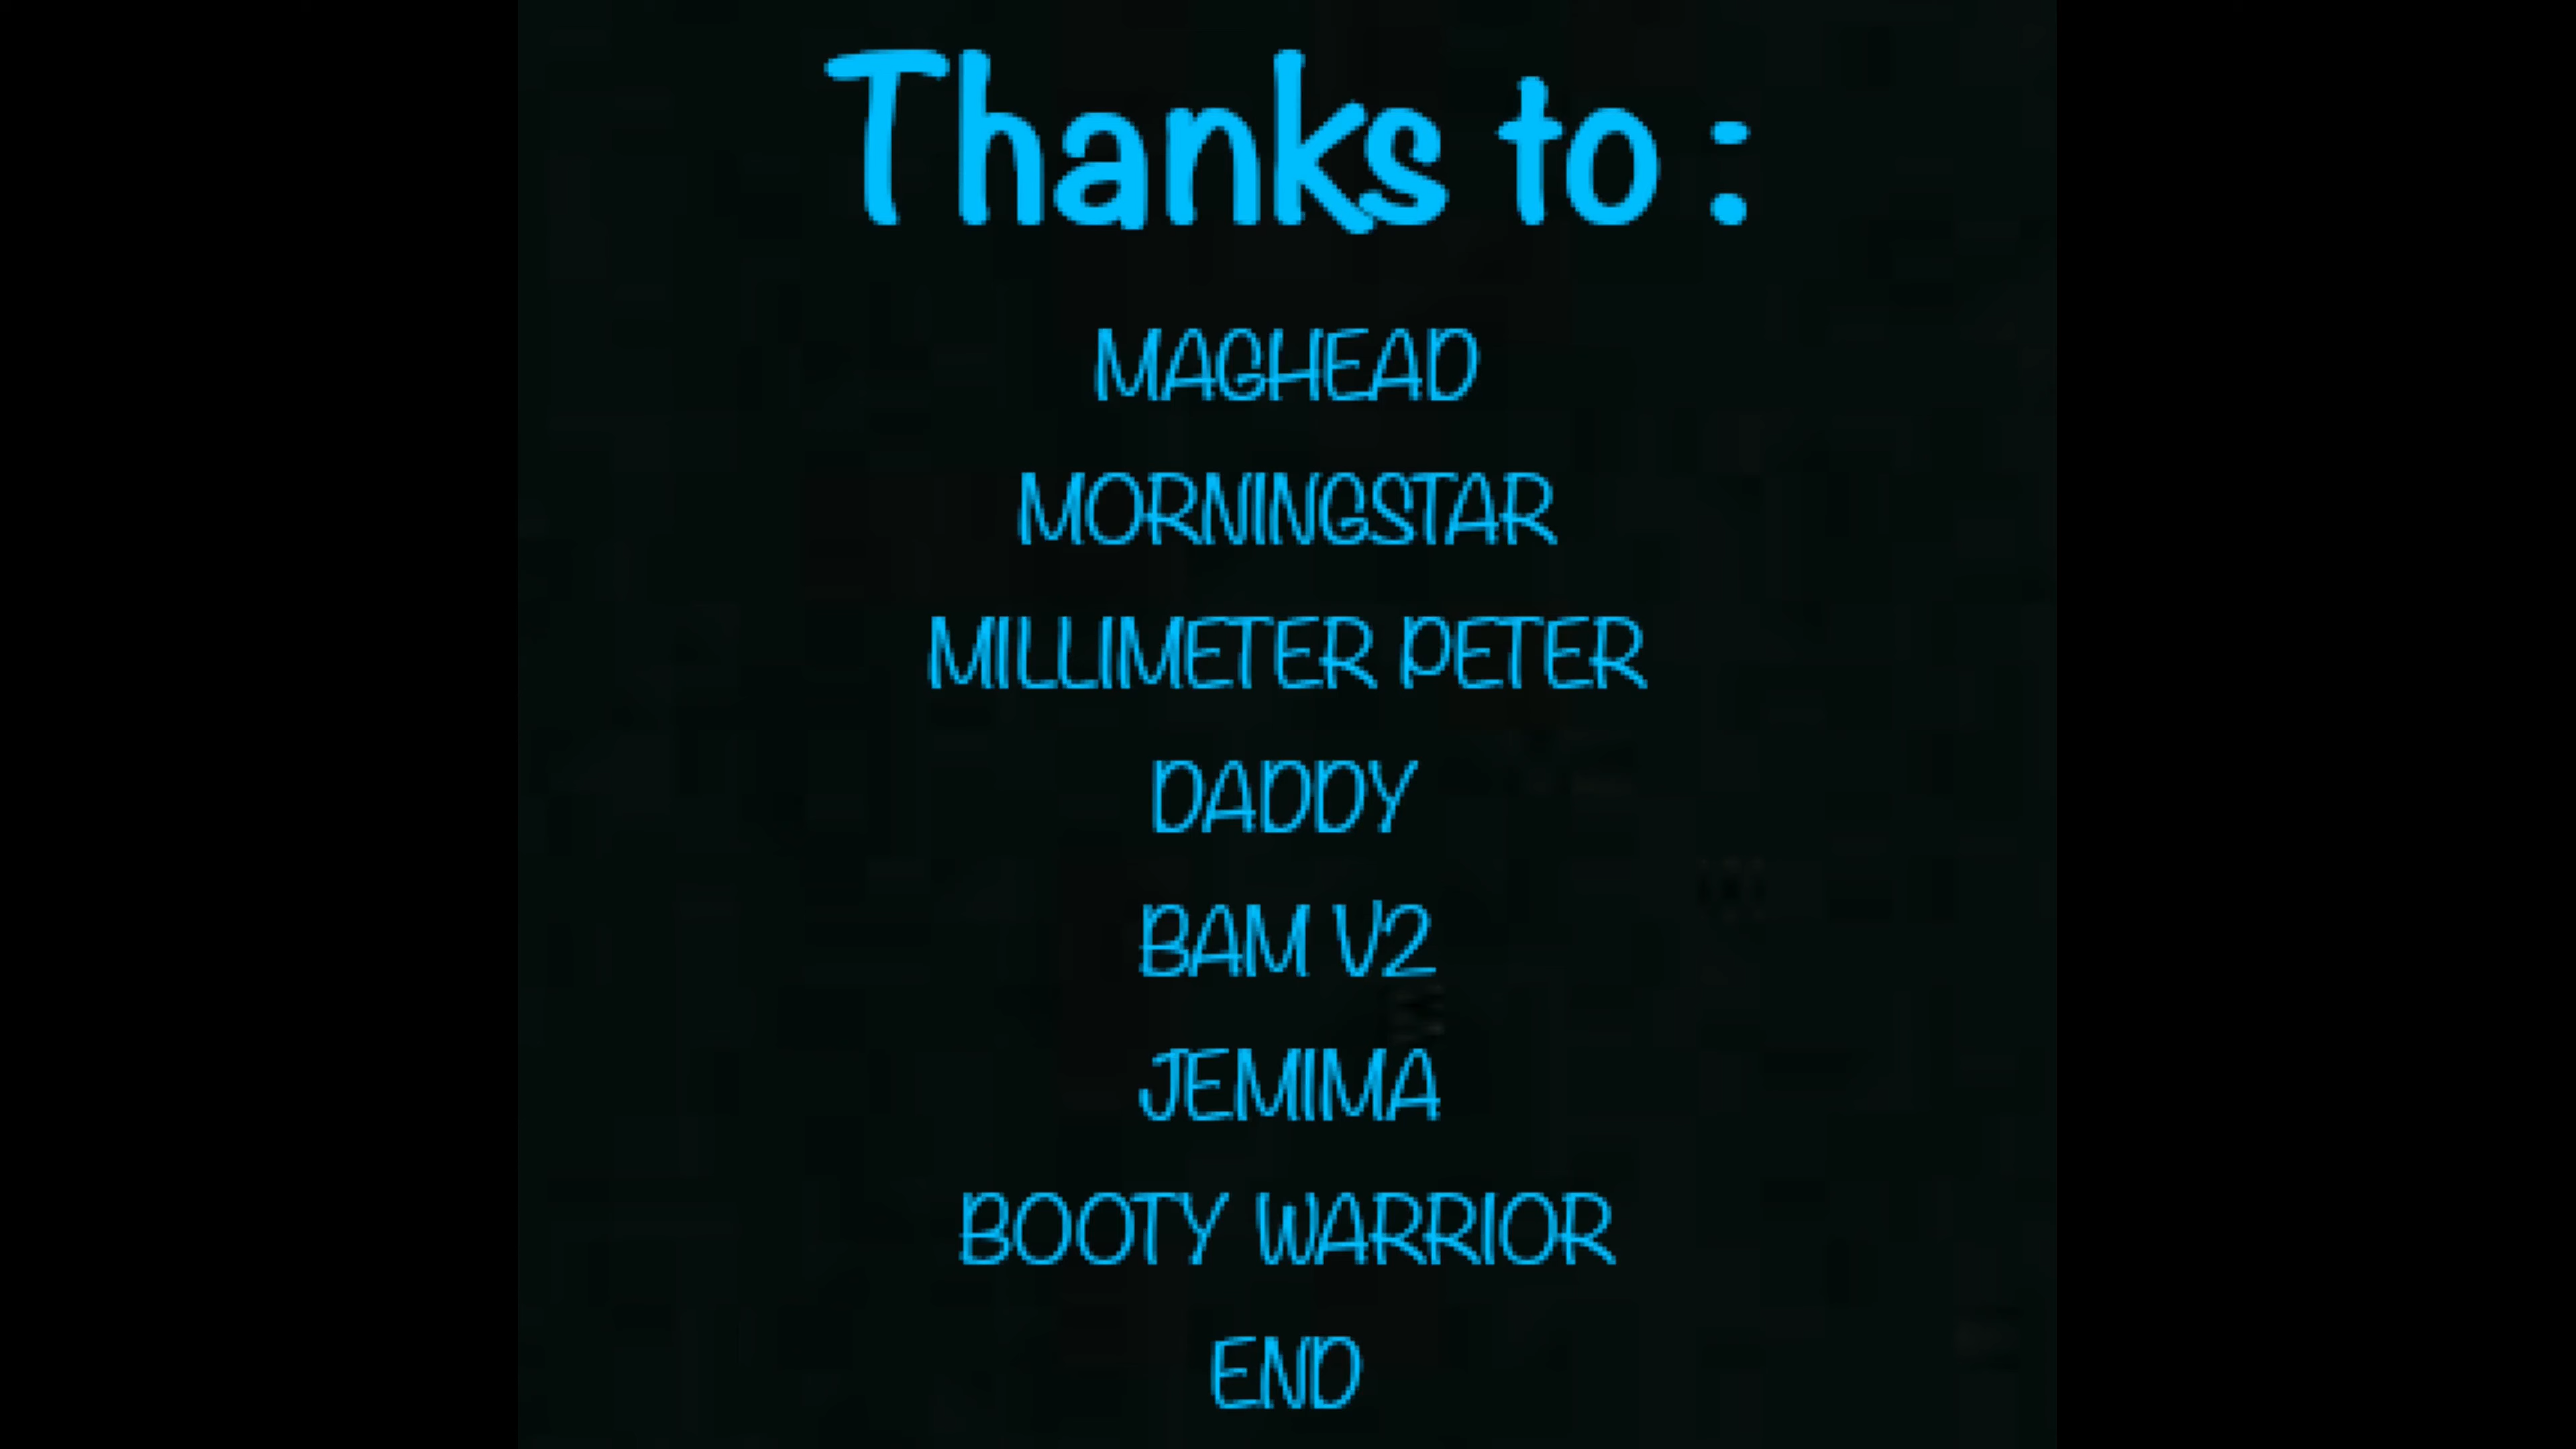 Thanks to :
MAGHEAD
MORNINGSTAR
MILLIMETER PETER
DADDY
BAM V2
JEMIMA
BOOTY WARRIOR
END